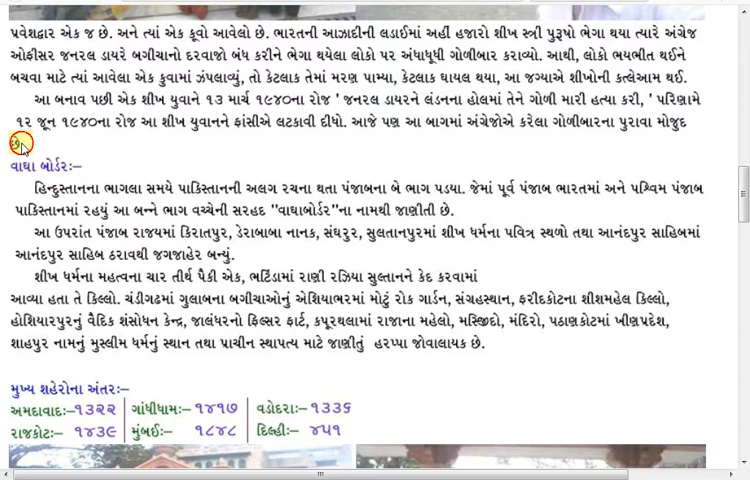 પ્રવેશદ્વાર એક જ છે. અને ત્યાં એક કૂવો આવેલો છે. ભારતની આઝાદીની લડાઈમાં અહીં હજારો શીખ સ્ત્રી પુરૂષો ભેગા થયા ત્યારે અંગ્રેજ
ઓફીસર જનરલ ડાયરે બગીચાનો દરવાજો બંધ કરીને ભેગા થયેલા લોકો પર અંધાધૂધી ગોળીબાર કરાવ્યો. આથી, લોકો ભયભીત થઈને
બચવા માટે ત્યાં આવેલા એક કુવામાં ઝંપલાવ્યું, તો કેટલાક તેમાં મરણ પામ્યા, કેટલાક ઘાયલ થયા, આ જગ્યાએ શીખોની કત્લેઆમ થઈ.
આ બનાવ પછી એક શીખ યુવાને ૧૩ માર્ચ ૧૯૪૦ના રોજ ' જનરલ ડાયરને લંડનના હોલમાં તેને ગોળી મારી હત્યા કરી, ' પરિણામે
૧૨ જૂન ૧૯૪૦ના રોજ આ શીખ યુવાનને ફાંસીએ લટકાવી દીધો. આજે પણ આ બાગમાં અંગ્રેજોએ કરેલા ગોળીબારના પુરાવા મોજુદ
છે.
વાઘા બોર્ડરઃ–
હિન્દુસ્તાનના ભાગલા સમયે પાકિસ્તાનની અલગ રચના થતા પંજાબના બે ભાગ પડયા. જેમાં પૂર્વ પંજાબ ભારતમાં અને પશ્વિમ પંજાબ
પાકિસ્તાનમાં રહયું આ બન્ને ભાગ વચ્ચેની સરહદ "વાઘાબોર્ડર"ના નામથી જાણીતી છે.
આ ઉપરાંત પંજાબ રાજયમાં કિરાતપુર, ડેરાબાબા નાનક, સંઘરુર, સુલતાનપુરમાં શીખ ધર્મના પવિત્ર સ્થળો તથા આનંદપુર સાહિબમાં
આનંદપુર સાહિબ ઠરાવથી જગજાહેર બન્યું.
શીખ ધર્મના મહત્વના ચાર તીર્થ પૈકી એક, ભટિંડામાં રાણી રઝિયા સુલ્તાનને કેદ કરવામાં
આવ્યા હતા તે કિલ્લો. ચંડીગઢમાં ગુલાબના બગીચાઓનું એશિયાભરમાં મોટું રોક ગાર્ડન, સંગ્રહસ્થાન, ફરીદકોટના શીશમહેલ કિલ્લો,
હોશિયારપુરનું વૈદિક શંસોધન કેન્દ્ર, જાલંધરનો ફિલ્સર ફાર્ટ, કપૂરથલામાં રાજાના મહેલો, મસ્જિદો, મંદિરો, પઠાણકોટમાં ખીણપ્રદેશ,
શાહપુર નામનું મુસ્લીમ ધર્મનું સ્થાન તથા પ્રાચીન સ્થાપત્ય માટે જાણીતું હરપ્પા જોવાલાયક છે.
મુખ્ય શહેરોના અંતરઃ–
અમદાવાદઃ–૧૩૨૨ ગાંધીધામઃ–૧૪૧૭ વડોદરાઃ–૧૩૩૬
રાજકોટઃ–૧૪૩૯ મુંબઈઃ–૧૮૪૮ દિલ્હીઃ–૪૫૧